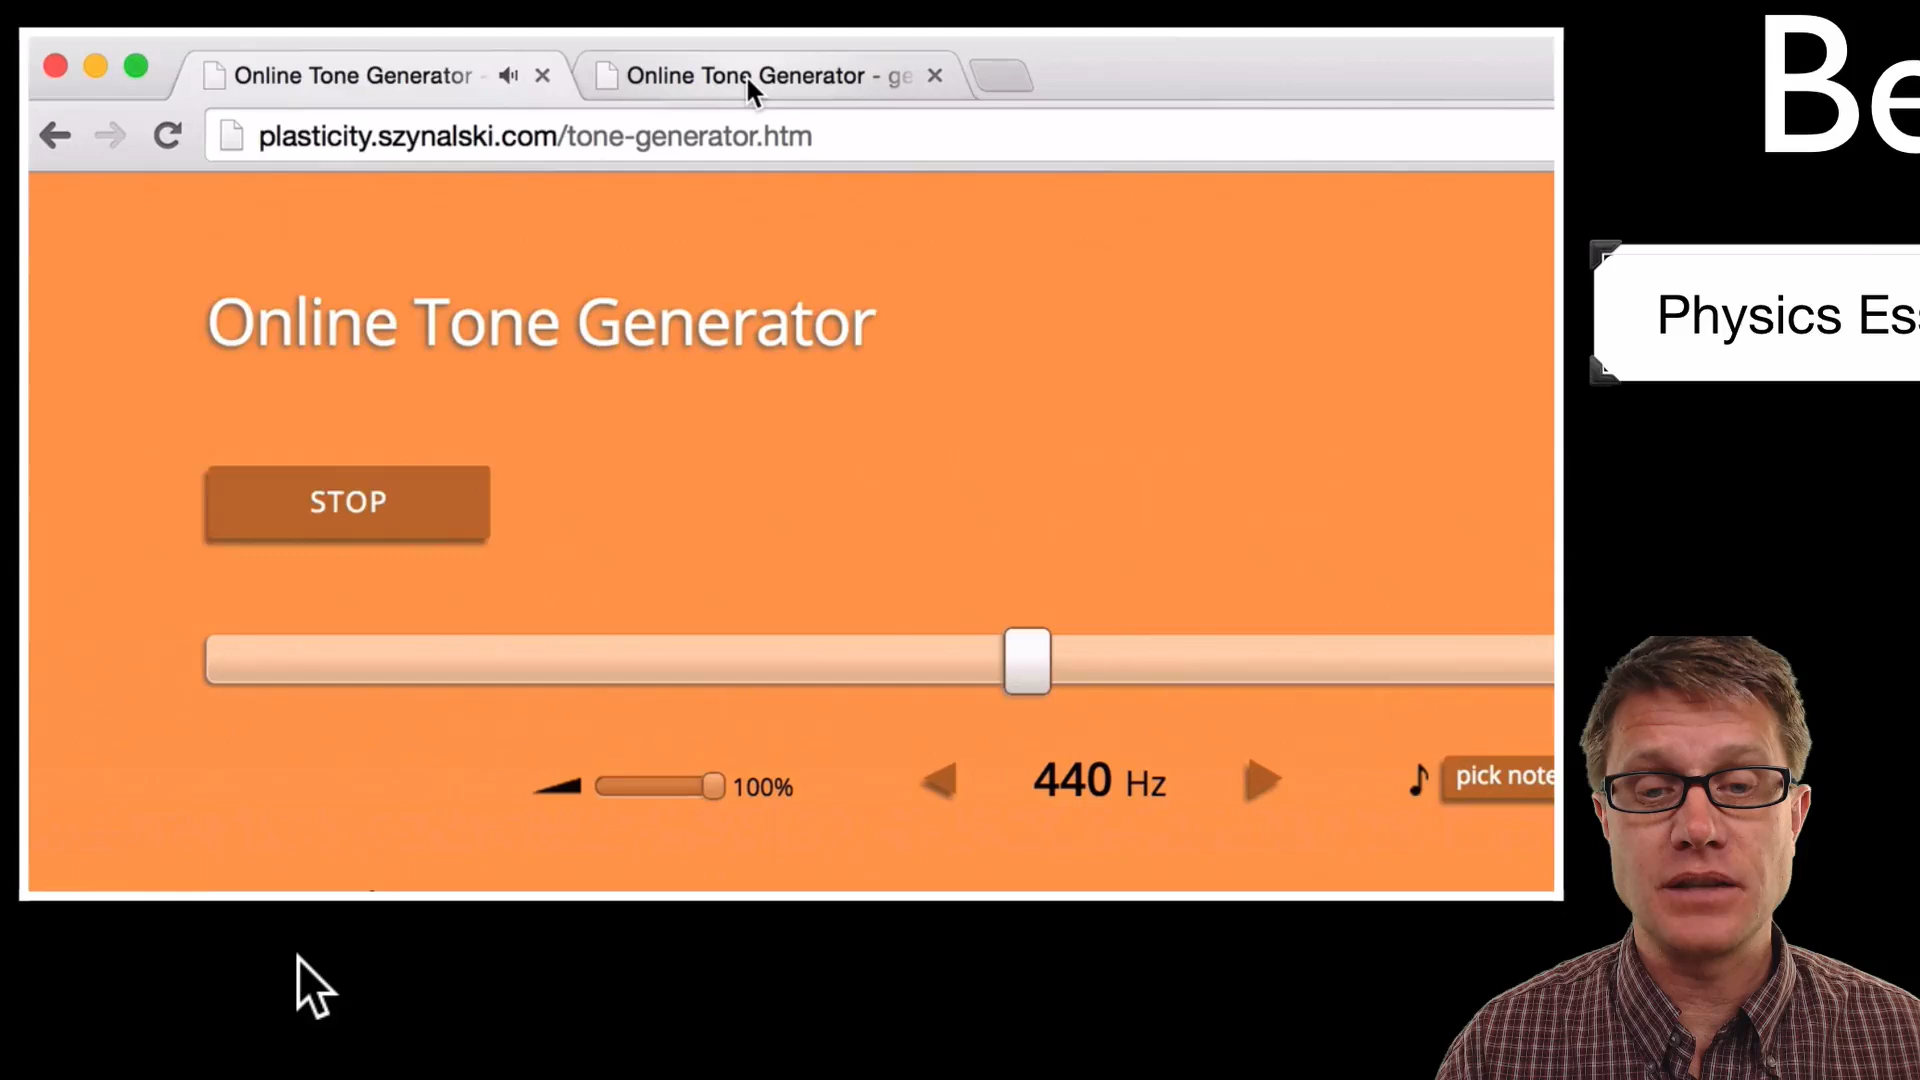 Online Tone Generator -
Online Tone Generator - ge
plasticity.szynalski.com/tone-generator.htm
Be
Online Tone Generator
Physics Ess
STOP
100%
440 Hz
pick note